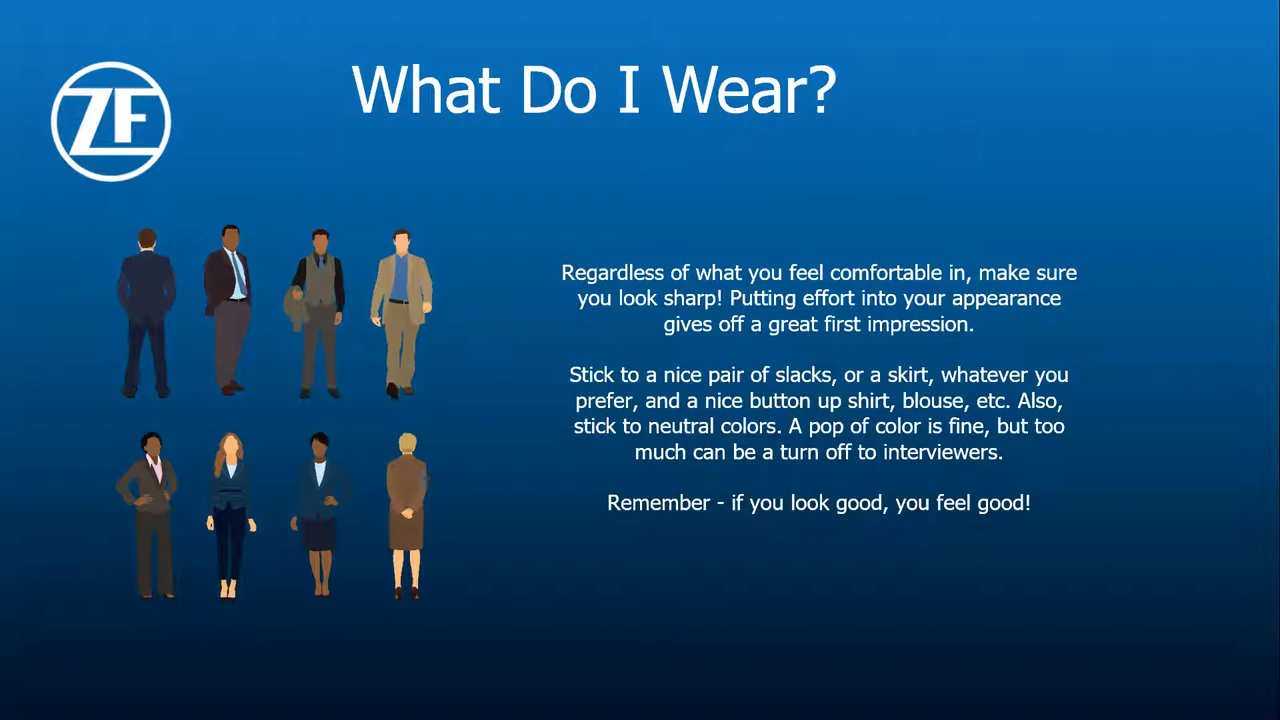 ZF
What Do I Wear?
Regardless of what you feel comfortable in, make sure
you look sharp! Putting effort into your appearance
gives off a great first impression.
Stick to a nice pair of slacks, or a skirt, whatever you
prefer, and a nice button up shirt, blouse, etc. Also,
stick to neutral colors. A pop of color is fine, but too
much can be a turn off to interviewers.
Remember - if you look good, you feel good!